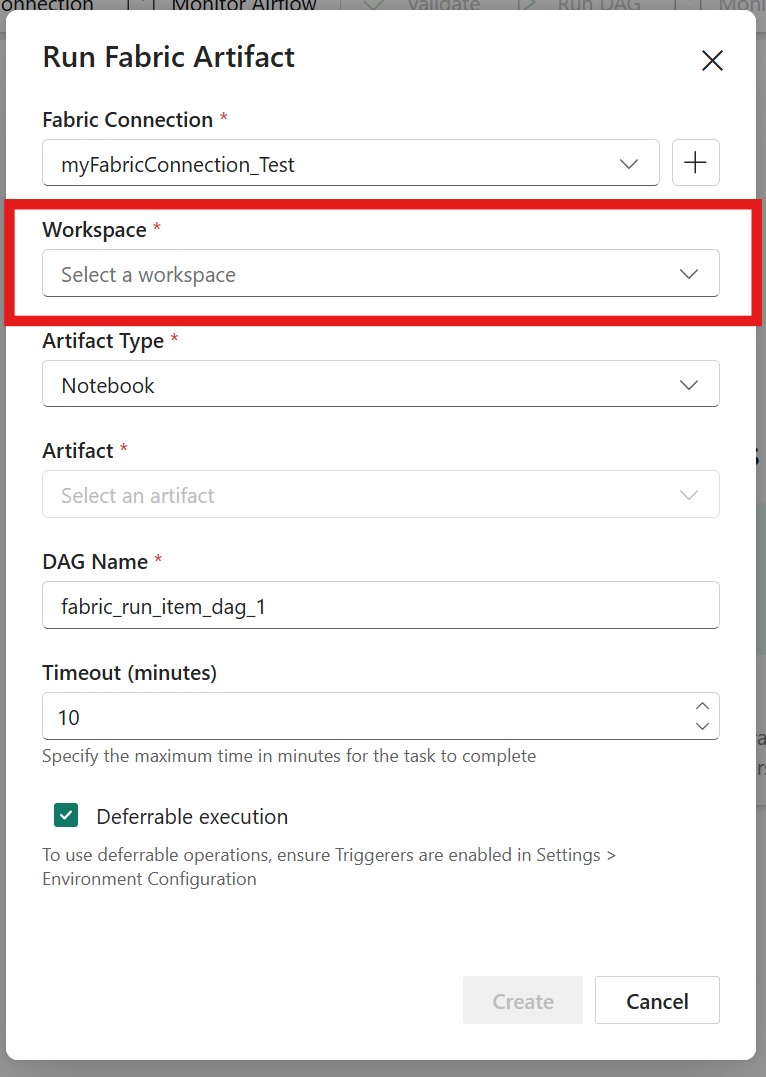 Monitor Airflow
Validate
Run DAG
Run Fabric Artifact
Fabric Connection *
myFabricConnection_Test
Workspace *
Select a workspace
Artifact Type *
Notebook
Artifact *
Select an artifact
DAG Name *
fabric_run_item_dag_1
Timeout (minutes)
10
Specify the maximum time in minutes for the task to complete
Deferrable execution
To use deferrable operations, ensure Triggerers are enabled in Settings >
Environment Configuration
Create
Cancel